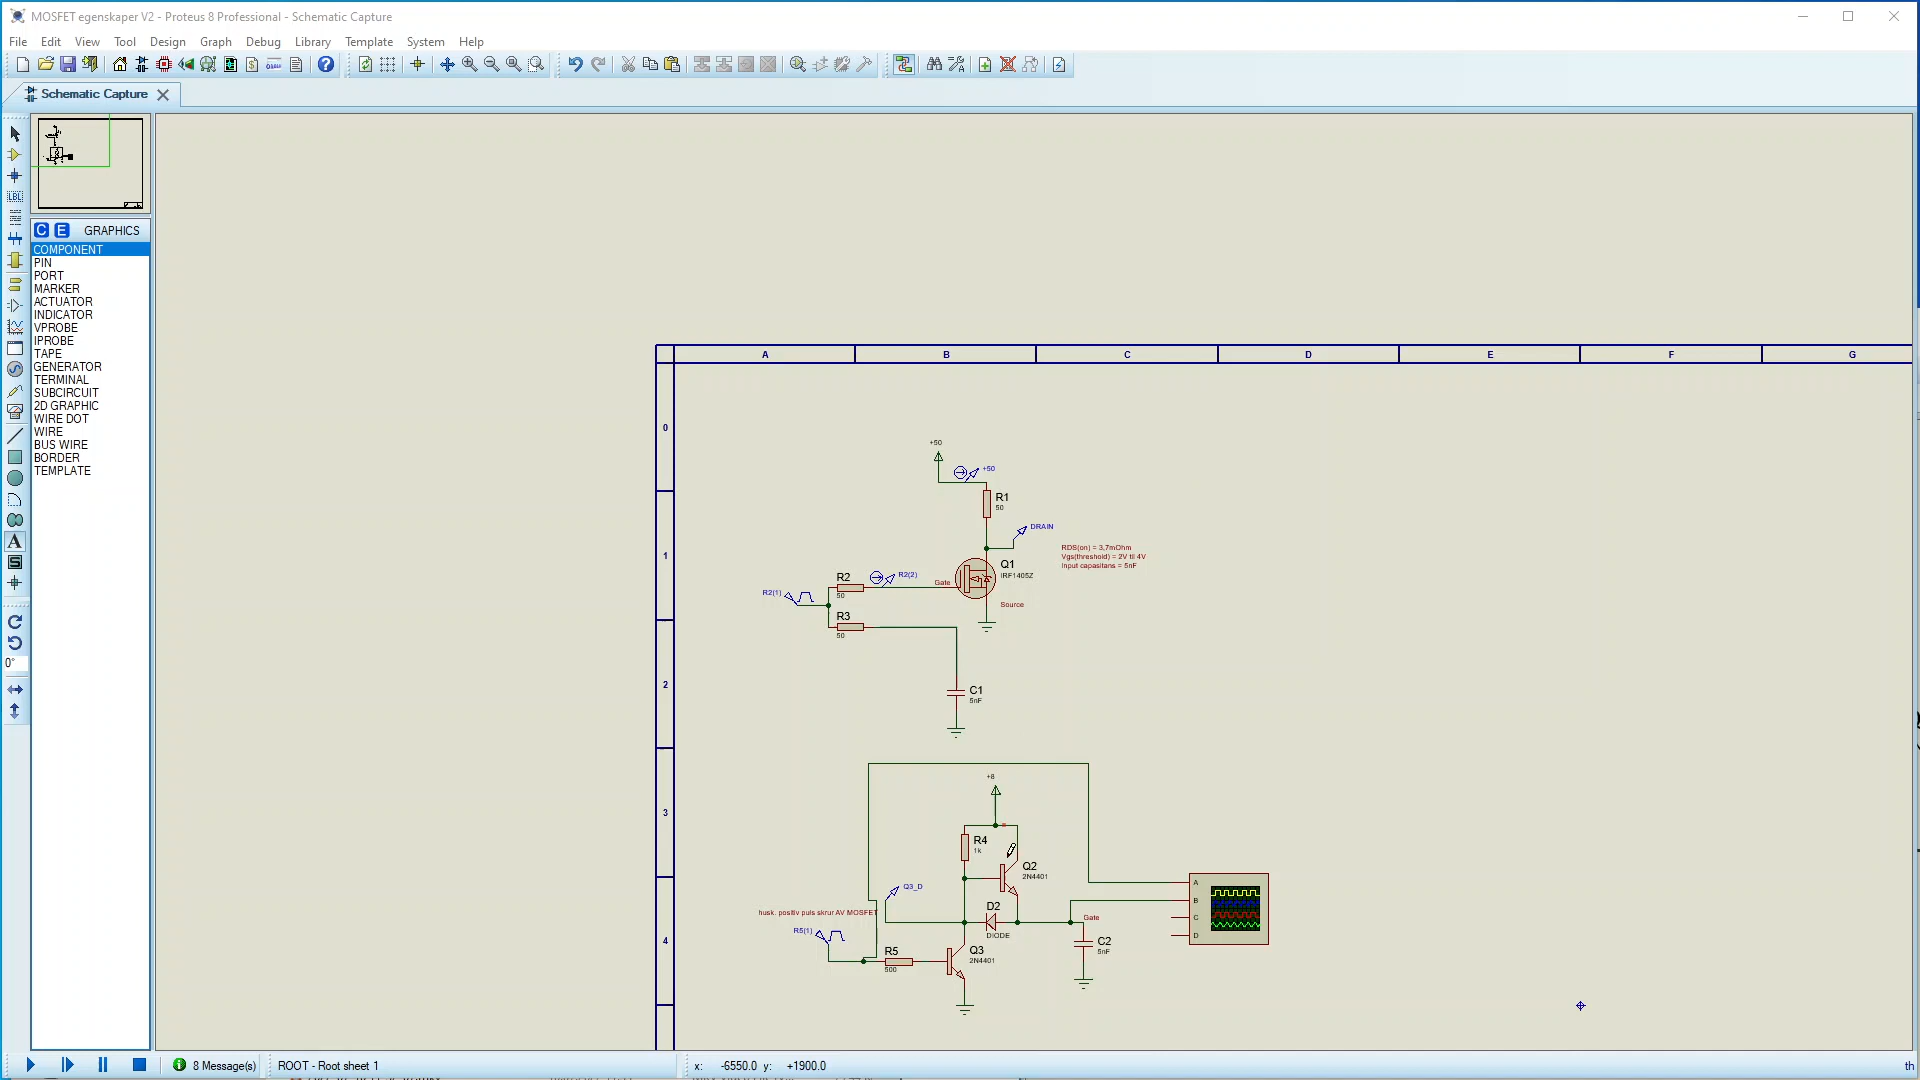 MOSFET egenskaper V2 - Proteus 8 Professional - Schematic Capture
File Edit View Tool Design Graph Debug Library Template System Help
Schematic Capture
LBL
C E GRAPHICS
COMPONENT
PIN
PORT
MARKER
ACTUATOR
INDICATOR
VPROBE
IPROBE
TAPE
GENERATOR
TERMINAL
SUBCIRCUIT
2D GRAPHIC
WIRE DOT
WIRE
BUS WIRE
BORDER
TEMPLATE
A
S
0°
A B C D E F G
0
1
2
3
4
+50
+50
R1
50
DRAIN
RDS(on) = 3,7mOhm
Vgs(threshold) = 2V til 4V
Input capasitans = 5nF
Q1
IRF1405Z
Gate
Source
R2
50
R2(2)
R2(1)
R3
50
C1
5nF
+8
R4
1k
Q2
2N4401
Q3_D
D2
DIODE
Gate
husk. positiv puls skrur AV MOSFET
R5(1)
R5
500
Q3
2N4401
C2
5nF
A
B
C
D
8 Message(s) ROOT - Root sheet 1 x: -6550.0 y: +1900.0 th